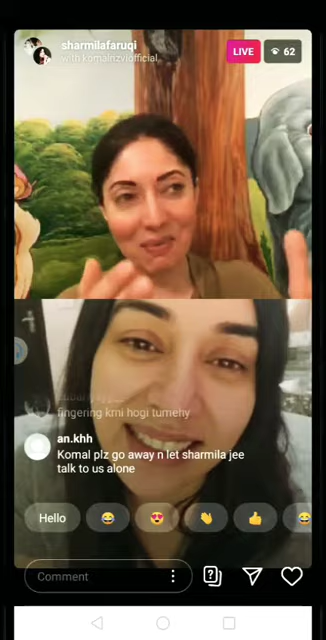 sharmilafaruqi
with komalrizviofficial
LIVE
62
fingering krni hogi tumehy
an.khh
Komal plz go away n let sharmila jee
talk to us alone
Hello
Comment